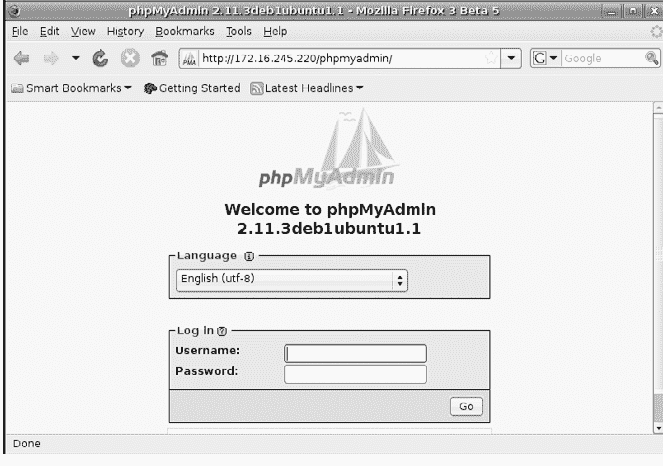 phpMyAdmin 2.11.3deb1ubuntu1.1 - Mozilla Firefox 3 Beta 5
File Edit View History Bookmarks Tools Help
PMA http://172.16.245.220/phpmyadmin/ G Google
Smart Bookmarks Getting Started Latest Headlines
phpMyAdmin
Welcome to phpMyAdmin
2.11.3deb1ubuntu1.1
Language
English (utf-8)
Log in
Username:
Password:
Go
Done